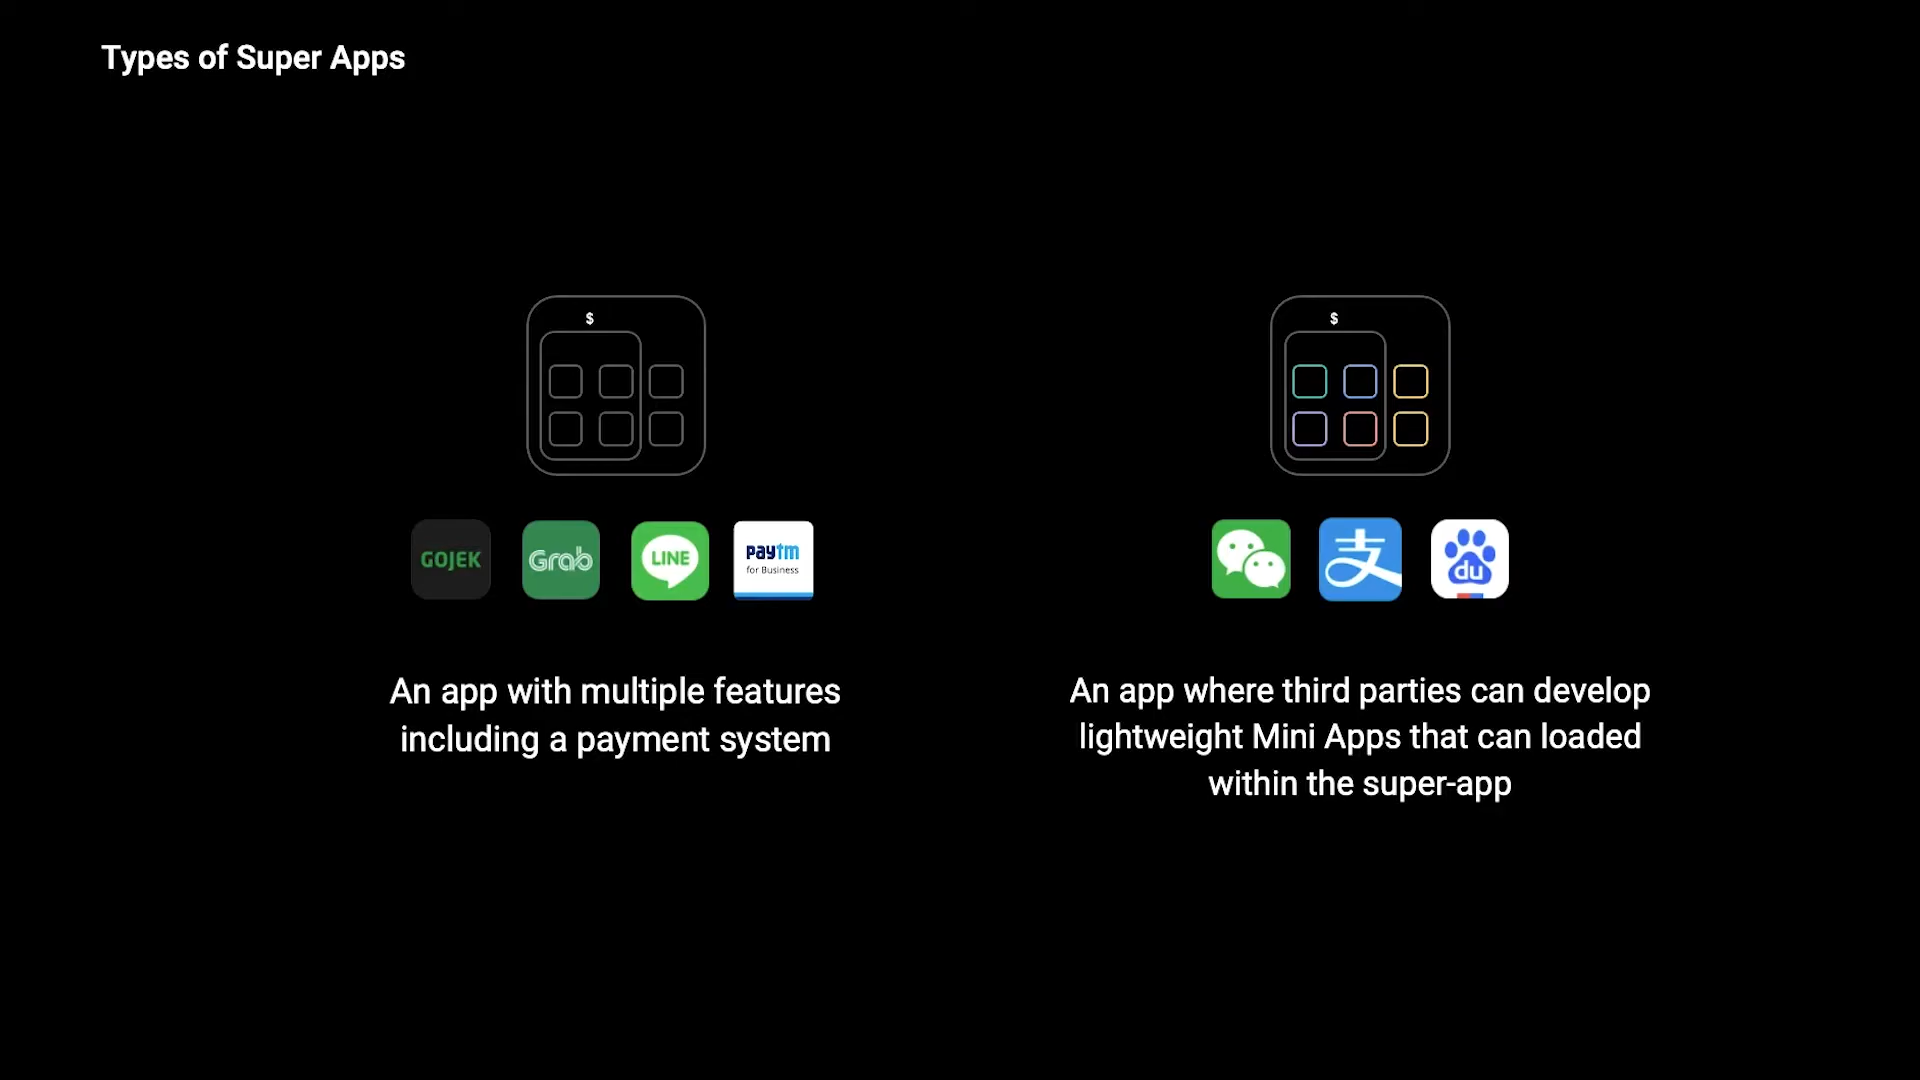 Types of Super Apps
$
$
GOJEK
Grab
LINE
paytm
for Business
支
du
An app with multiple features
including a payment system
An app where third parties can develop
lightweight Mini Apps that can loaded
within the super-app